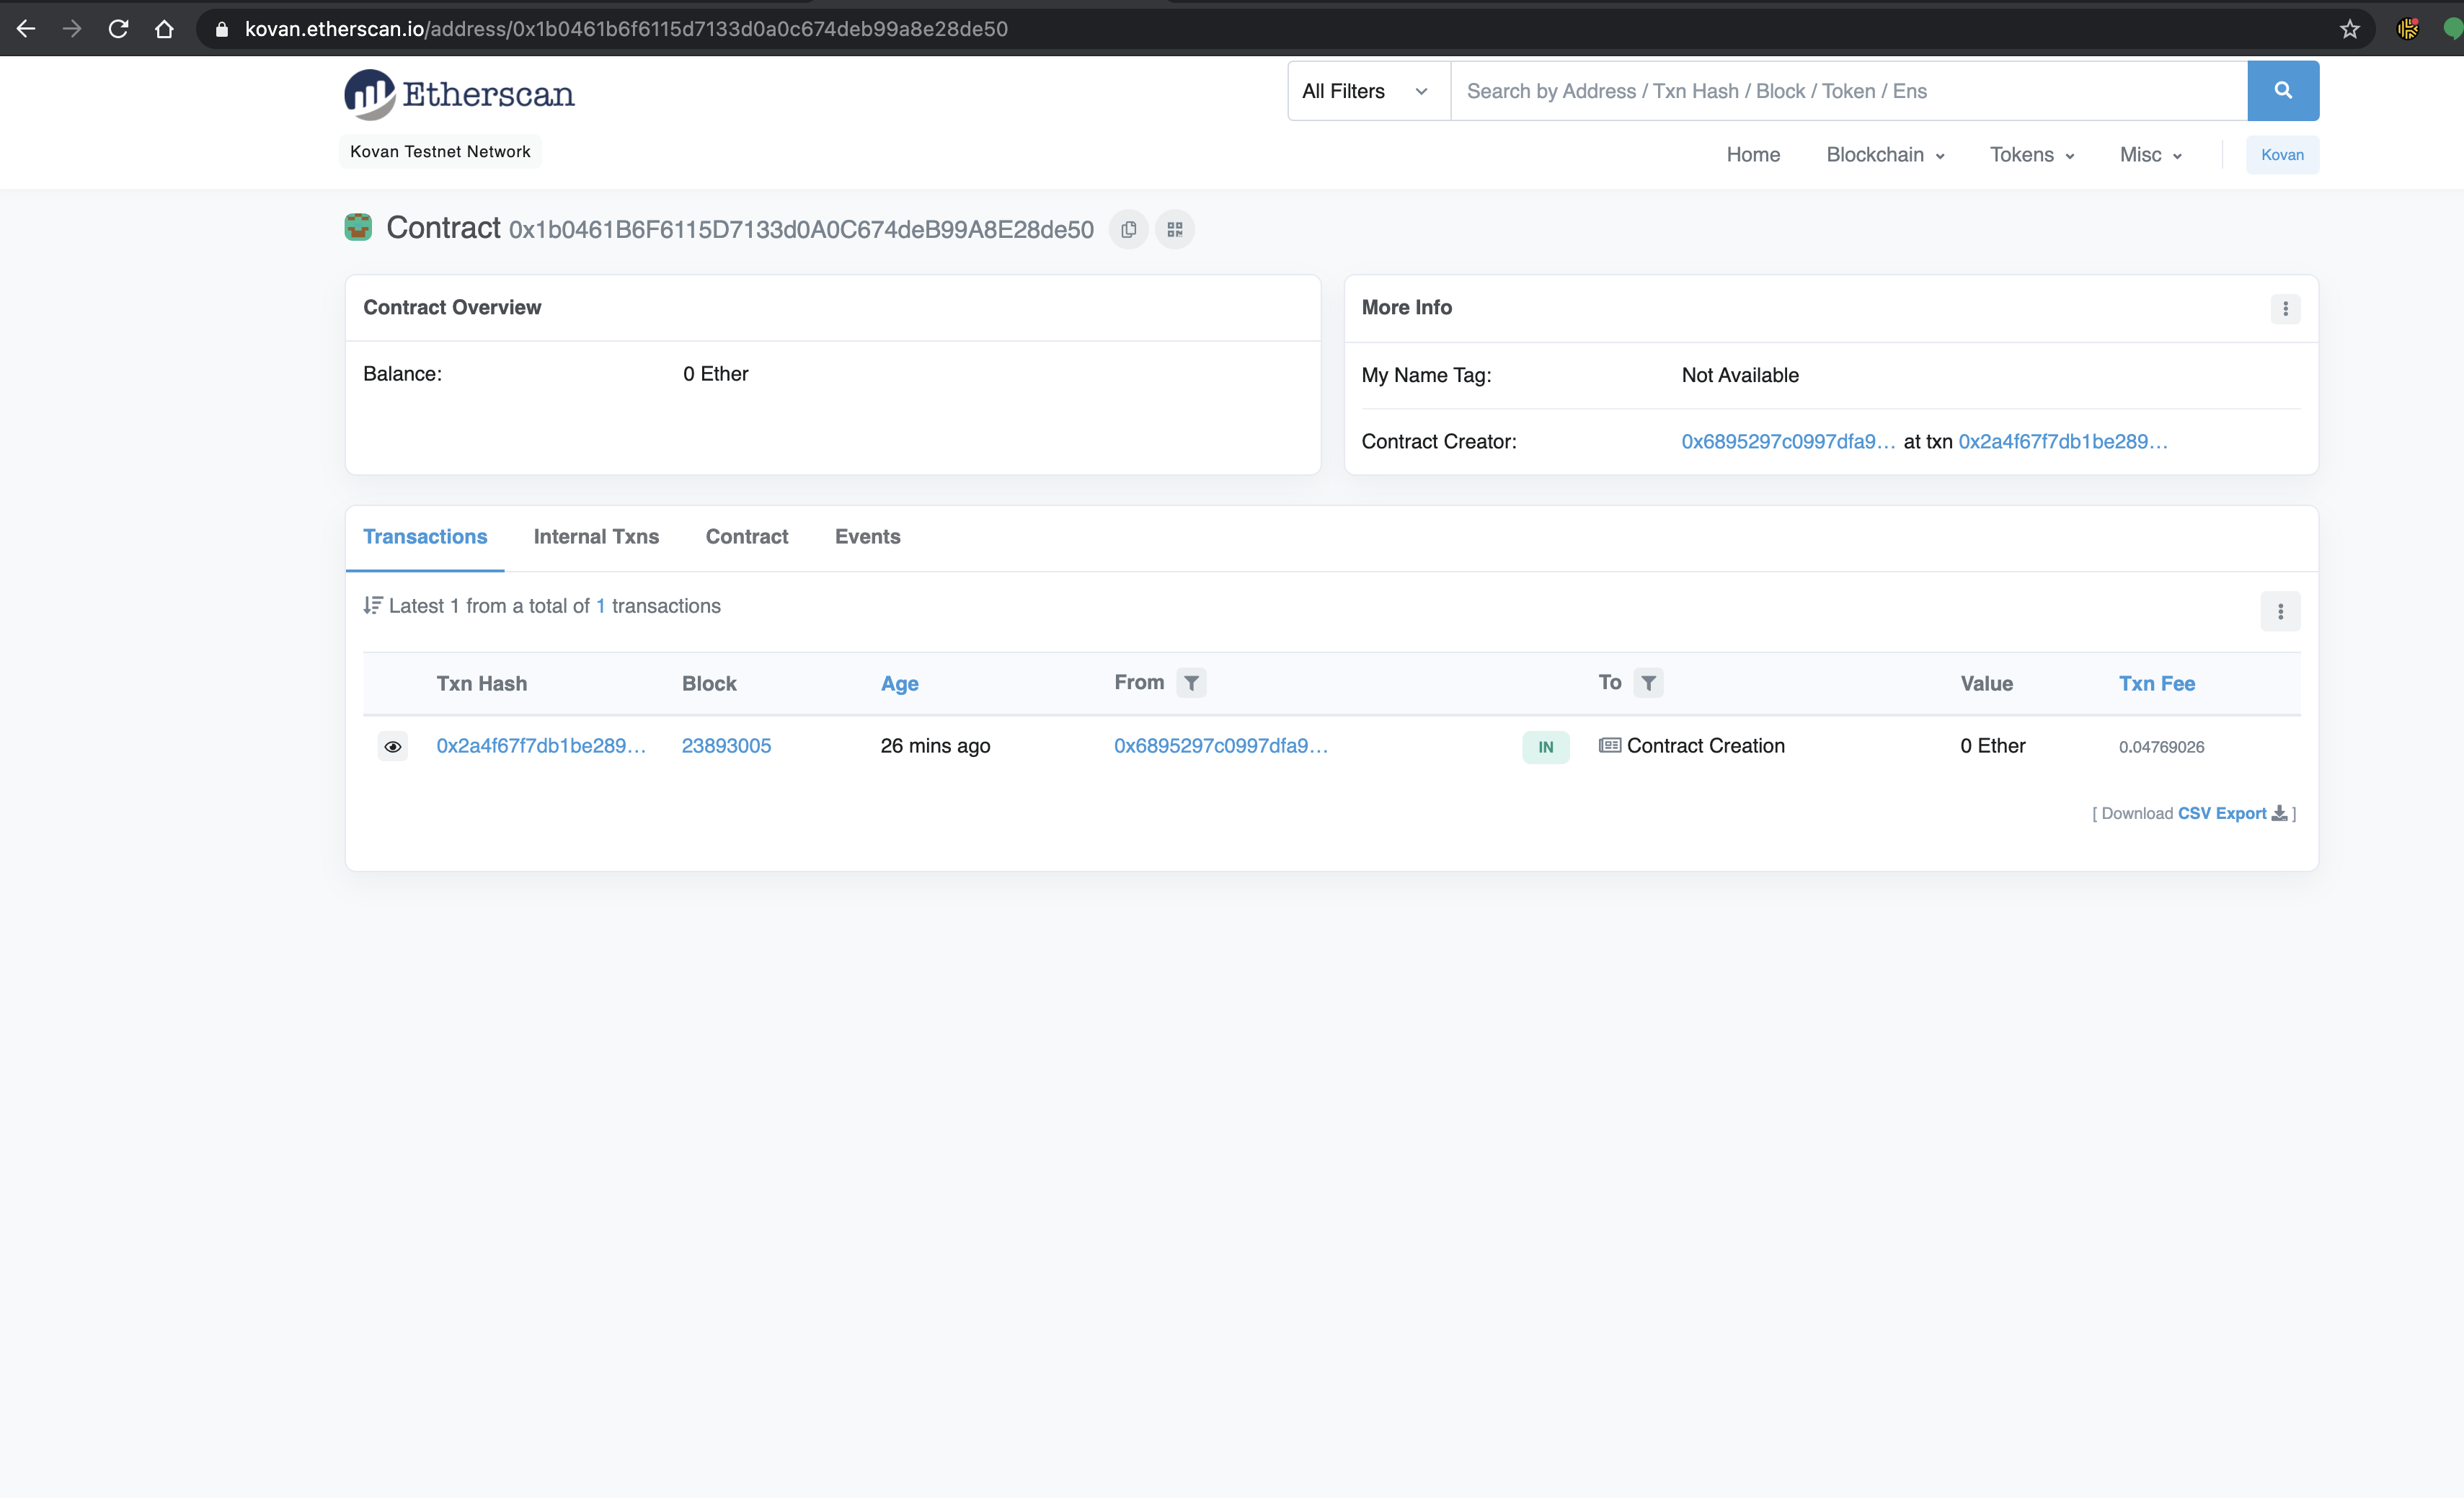 kovan.etherscan.io/address/0x1b0461b6f6115d7133d0a0c674deb99a8e28de50
Etherscan
All Filters
Search by Address / Txn Hash / Block / Token / Ens
Kovan Testnet Network
Home Blockchain Tokens Misc Kovan
Contract 0x1b0461B6F6115D7133d0A0C674deB99A8E28de50
Contract Overview
Balance: 0 Ether
More Info
My Name Tag: Not Available
Contract Creator: 0x6895297c0997dfa9... at txn 0x2a4f67f7db1be289...
Transactions Internal Txns Contract Events
Latest 1 from a total of 1 transactions
Txn Hash Block Age From To Value Txn Fee
0x2a4f67f7db1be289... 23893005 26 mins ago 0x6895297c0997dfa9... IN Contract Creation 0 Ether 0.04769026
[ Download CSV Export ]